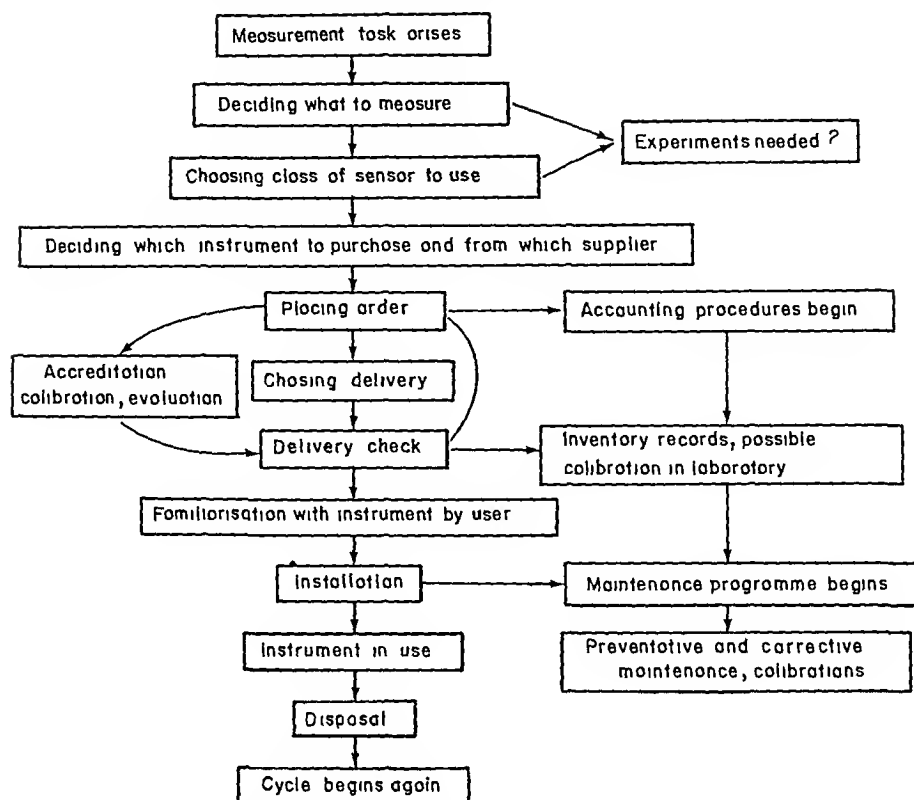 Measurement task arises
Deciding what to measure
Experiments needed ?
Choosing class of sensor to use
Deciding which instrument to purchase and from which supplier
Placing order
Accounting procedures begin
Accreditation
calibration, evaluation
Chasing delivery
Delivery check
Inventory records, possible
calibration in laboratory
Familiarisation with instrument by user
Installation
Maintenance programme begins
Instrument in use
Preventative and corrective
maintenance, calibrations
Disposal
Cycle begins again